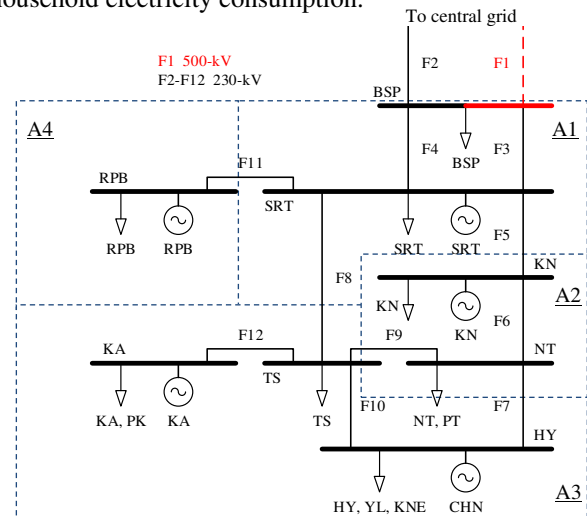 household electricity consumption.
To central grid
F1 500-kV
F2-F12 230-kV
F2
F1
BSP
A4
A1
F4
F3
BSP
F11
RPB
SRT
RPB
RPB
SRT
SRT
F5
KN
F8
A2
KN
KN
F6
F12
F9
KA
TS
NT
F10
F7
KA, PK
KA
TS
NT, PT
HY
A3
HY, YL, KNE
CHN